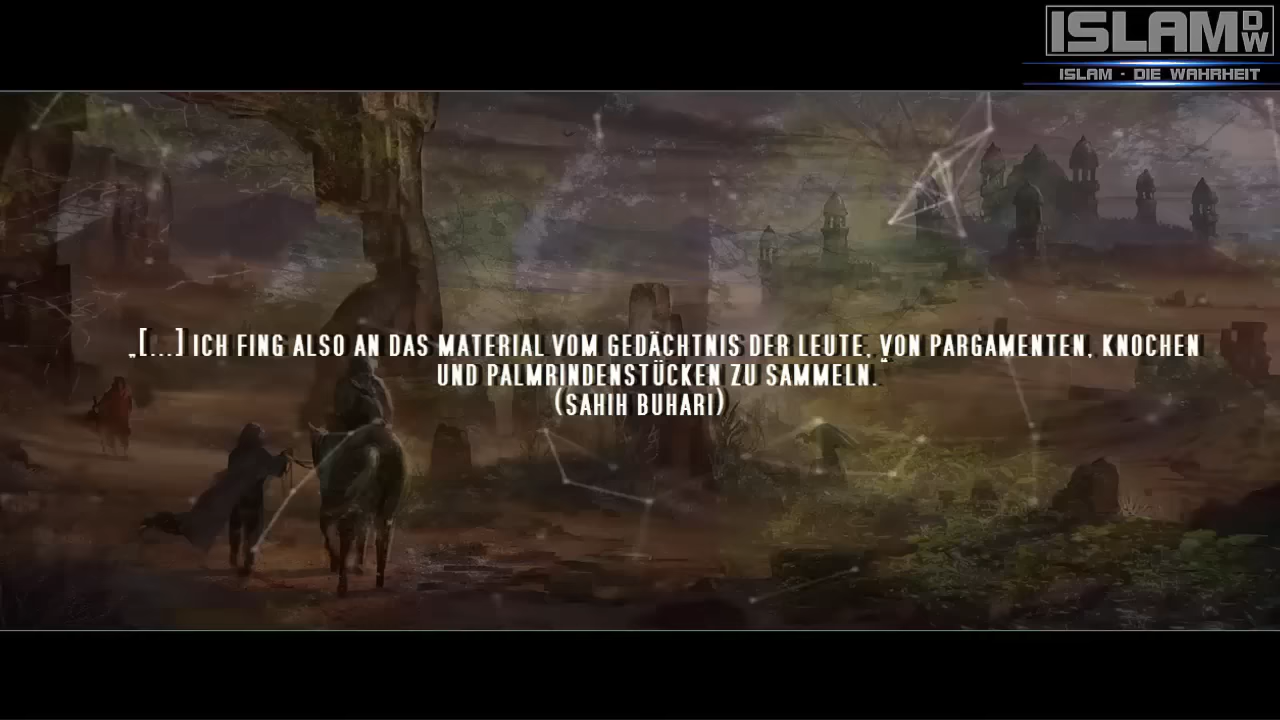 ISLAM DW
ISLAM · DIE WAHRHEIT
„[...] ICH FING ALSO AN DAS MATERIAL VOM GEDÄCHTNIS DER LEUTE, VON PARGAMENTEN, KNOCHEN
UND PALMRINDENSTÜCKEN ZU SAMMELN.“
(SAHIH BUHARI)